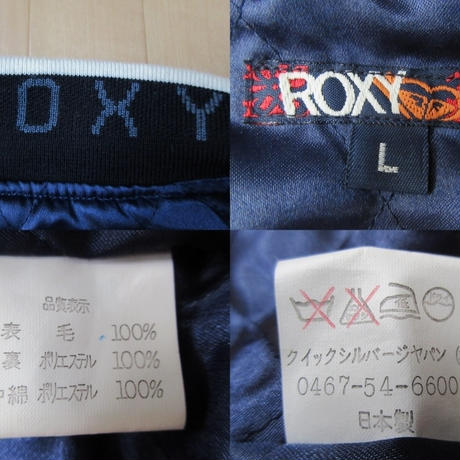 OXY
ROXY
L
品質表示
表 毛 100%
裏 ポリエステル 100%
中綿 ポリエステル 100%
クイックシルバージャパン
0467-54-6600
日本製